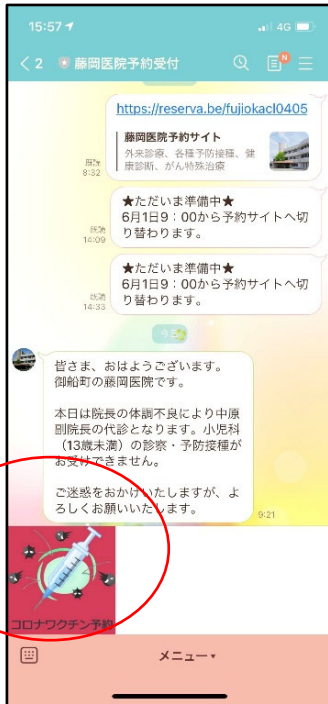 15:57
4G
2
藤岡医院予約受付
N
https://reserva.be/fujiokacl0405
藤岡医院予約サイト
外来診療、各種予防接種、健
康診断、がん特殊治療
既読
8:32
★ただいま準備中★
6月1日9：00から予約サイトへ切
り替わります。
既読
14:09
★ただいま準備中★
6月1日9：00から予約サイトへ切
り替わります。
既読
14:33
今日
皆さま、おはようございます。
御船町の藤岡医院です。
本日は院長の体調不良により中原
副院長の代診となります。小児科
（13歳未満）の診察・予防接種が
お受けできません。
ご迷惑をおかけいたしますが、よ
ろしくお願いいたします。
9:21
コロナワクチン予約
メニュー▾